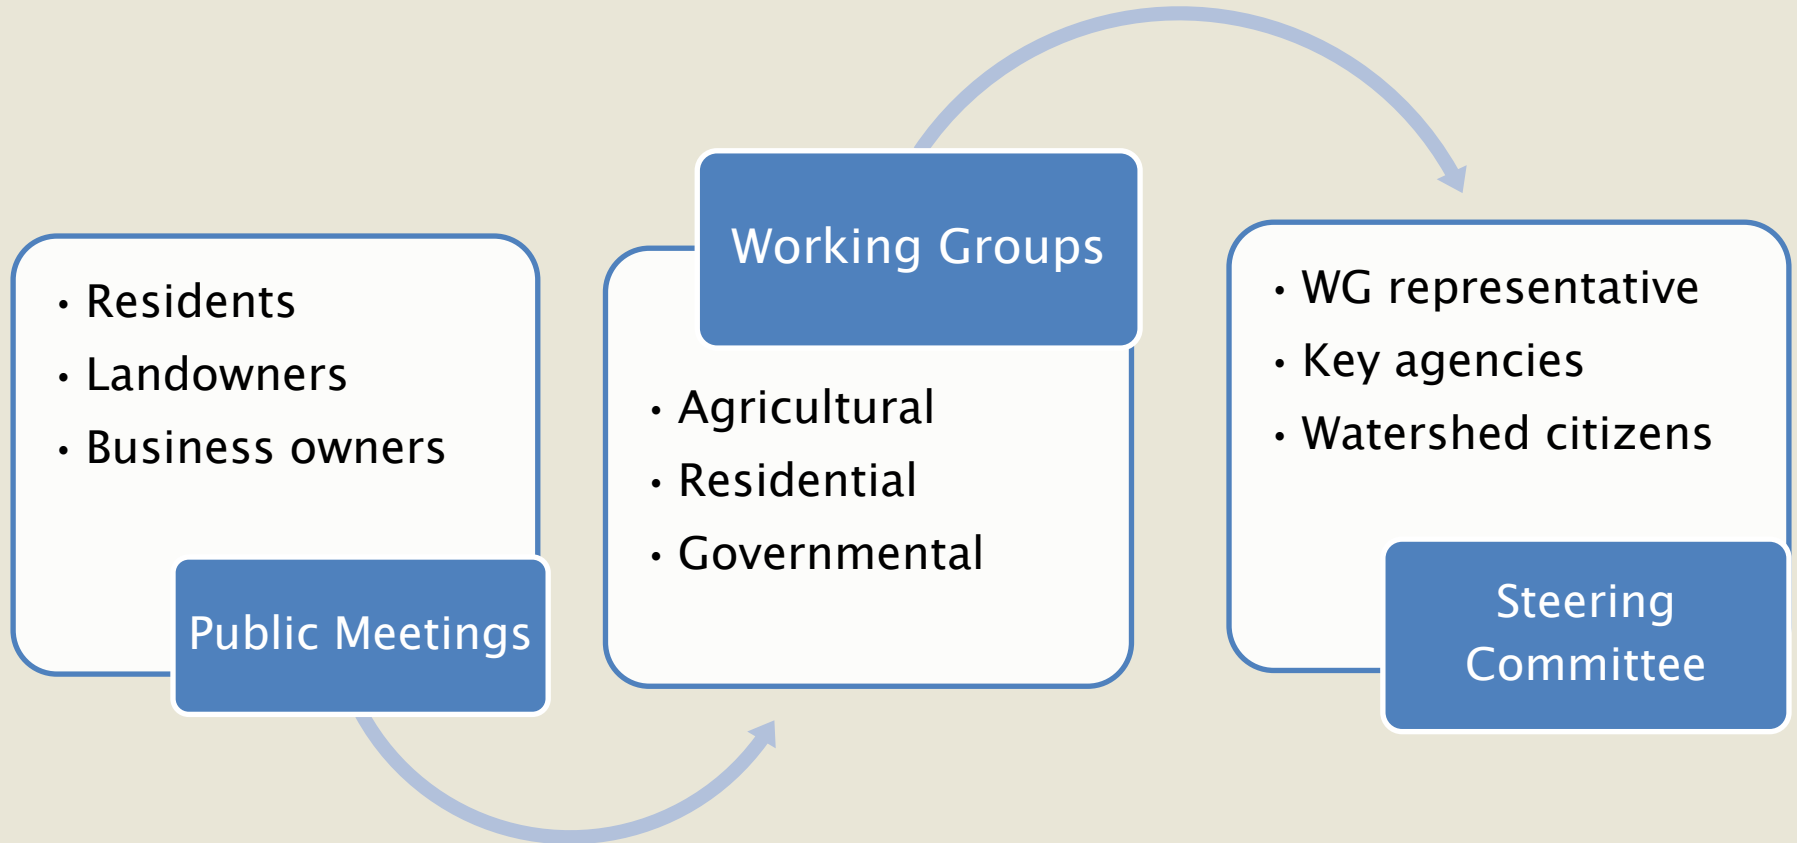 • Residents
• Landowners
• Business owners
Public Meetings
Working Groups
• Agricultural
• Residential
• Governmental
• WG representative
• Key agencies
• Watershed citizens
Steering
Committee